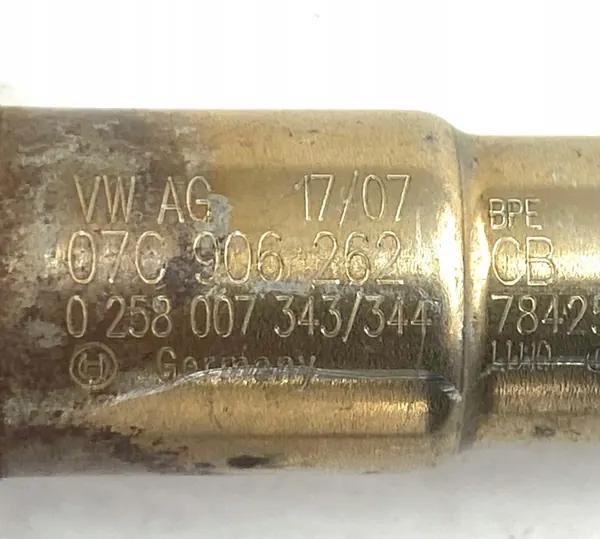 VW AG 17/07 BPE
07C 906 262 CB
0 258 007 343/344 78425
Germany